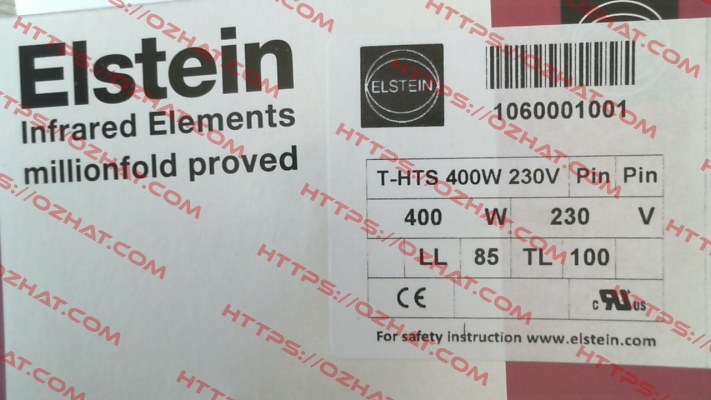 Elstein
Infrared Elements
millionfold proved
ELSTEIN
1060001001
T-HTS 400W 230V Pin Pin
400 W 230 V
LL 85 TL 100
CE c RU us
For safety instruction www.elstein.com
HTTPS://OZHAT.COM